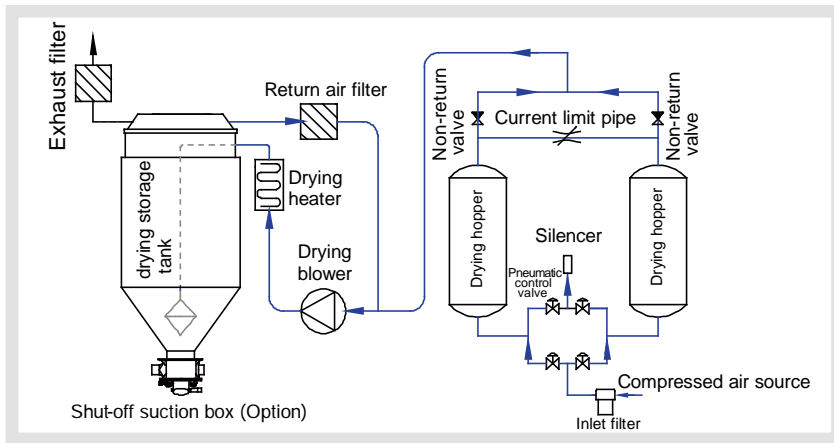 Exhaust filter
Return air filter
Non-return
valve
Current limit pipe
Non-return
valve
Drying
heater
drying storage
tank
Drying hopper
Drying hopper
Silencer
Drying
blower
Pneumatic
control
valve
Compressed air source
Inlet filter
Shut-off suction box (Option)